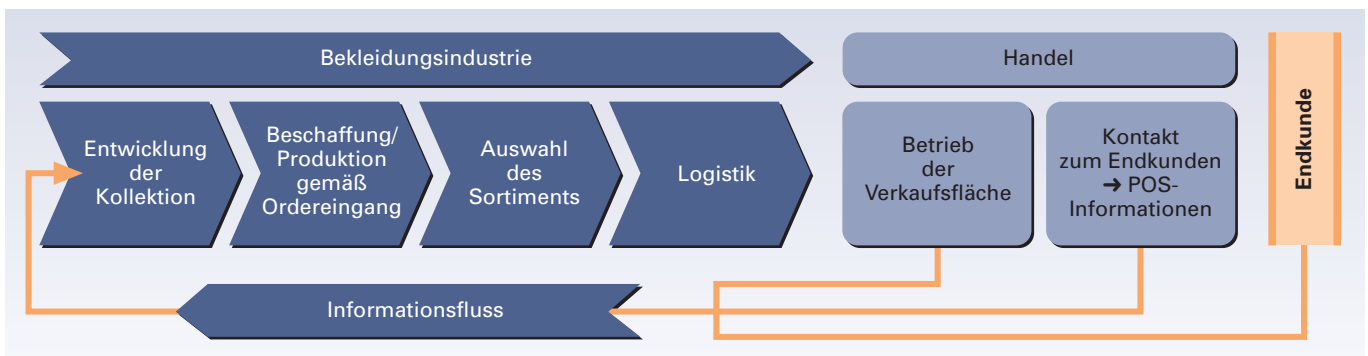 Bekleidungsindustrie
Handel
Endkunde
Entwicklung
der
Kollektion
Beschaffung/
Produktion
gemäß
Ordereingang
Auswahl
des
Sortiments
Logistik
Betrieb
der
Verkaufsfläche
Kontakt
zum Endkunden
➔ POS-
Informationen
Informationsfluss